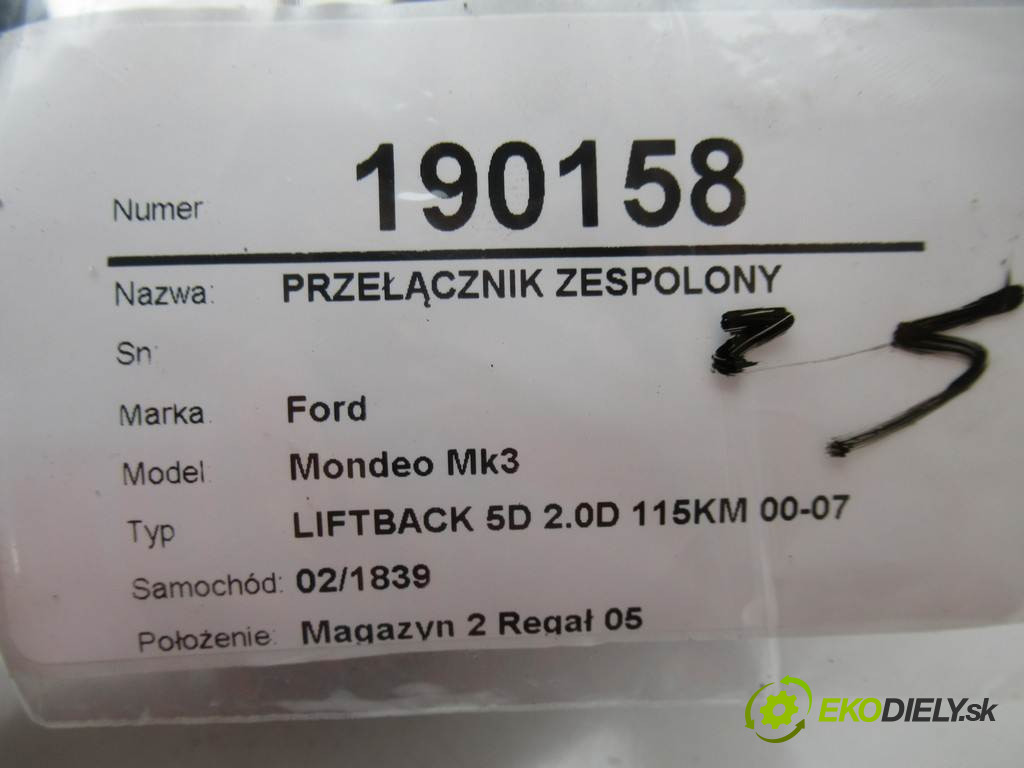 Numer 190158
Nazwa: PRZEŁĄCZNIK ZESPOLONY
Sn:
Marka: Ford
Model: Mondeo Mk3
Typ LIFTBACK 5D 2.0D 115KM 00-07
Samochód: 02/1839
Położenie: Magazyn 2 Regał 05
EKODIELY.sk